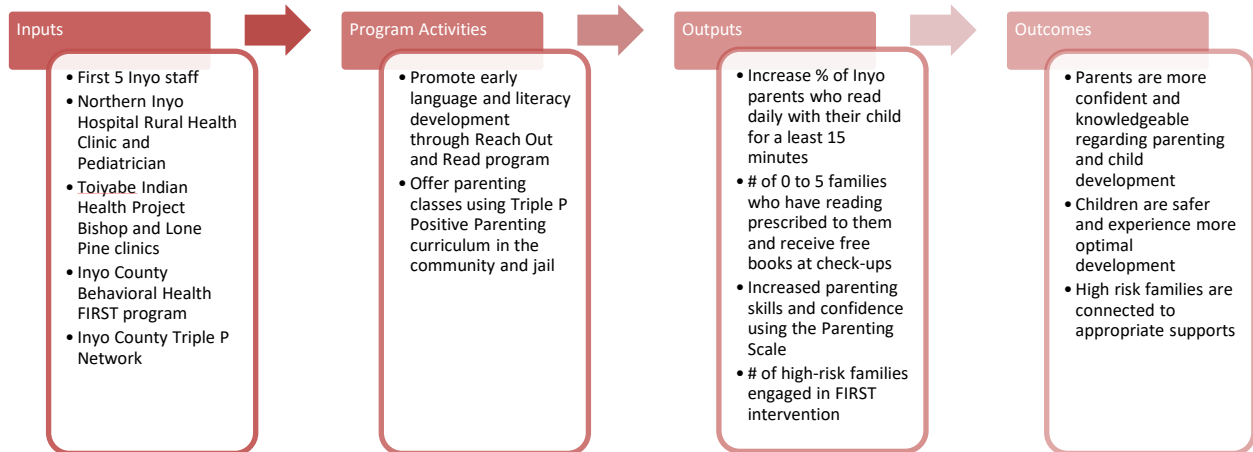 Inputs
• First 5 Inyo staff
• Northern Inyo
Hospital Rural Health
Clinic and
Pediatrician
• Toiyabe Indian
Health Project
Bishop and Lone
Pine clinics
• Inyo County
Behavioral Health
FIRST program
• Inyo County Triple P
Network
Program Activities
• Promote early
language and literacy
development
through Reach Out
and Read program
• Offer parenting
classes using Triple P
Positive Parenting
curriculum in the
community and jail
Outputs
• Increase % of Inyo
parents who read
daily with their child
for a least 15
minutes
• # of 0 to 5 families
who have reading
prescribed to them
and receive free
books at check-ups
• Increased parenting
skills and confidence
using the Parenting
Scale
• # of high-risk families
engaged in FIRST
intervention
Outcomes
• Parents are more
confident and
knowledgeable
regarding parenting
and child
development
• Children are safer
and experience more
optimal
development
• High risk families are
connected to
appropriate supports